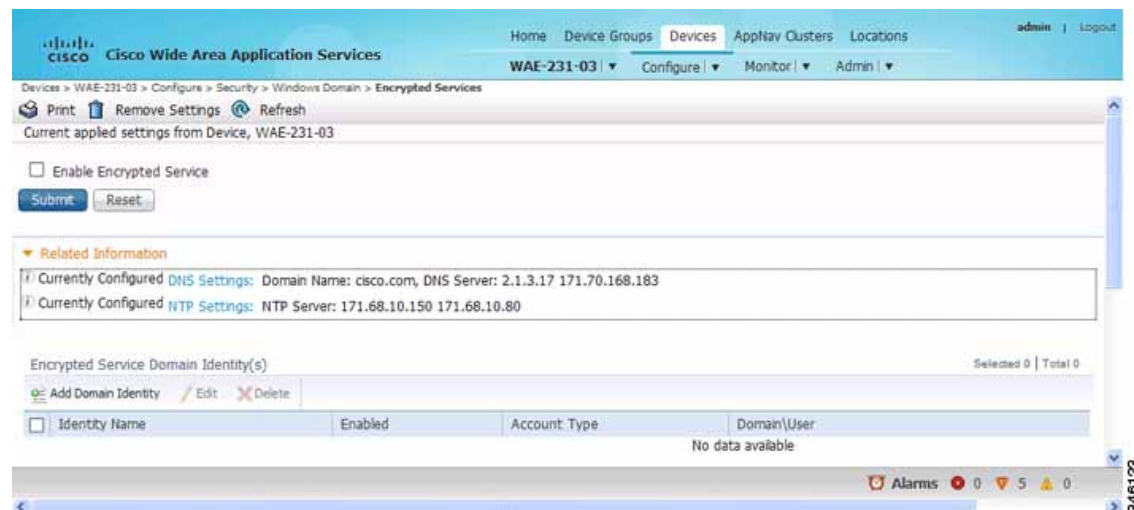 Home Device Groups Devices AppNav Clusters Locations
admin | Logout
CISCO Cisco Wide Area Application Services
WAE-231-03 Configure Monitor Admin
Devices > WAE-231-03 > Configure > Security > Windows Domain > Encrypted Services
Print Remove Settings Refresh
Current applied settings from Device, WAE-231-03
Enable Encrypted Service
Submit Reset
Related Information
Currently Configured DNS Settings: Domain Name: cisco.com, DNS Server: 2.1.3.17 171.70.168.183
Currently Configured NTP Settings: NTP Server: 171.68.10.150 171.68.10.80
Encrypted Service Domain Identity(s)
Selected 0 | Total 0
Add Domain Identity Edit Delete
Identity Name Enabled Account Type Domain\User
No data available
Alarms 0 5 0